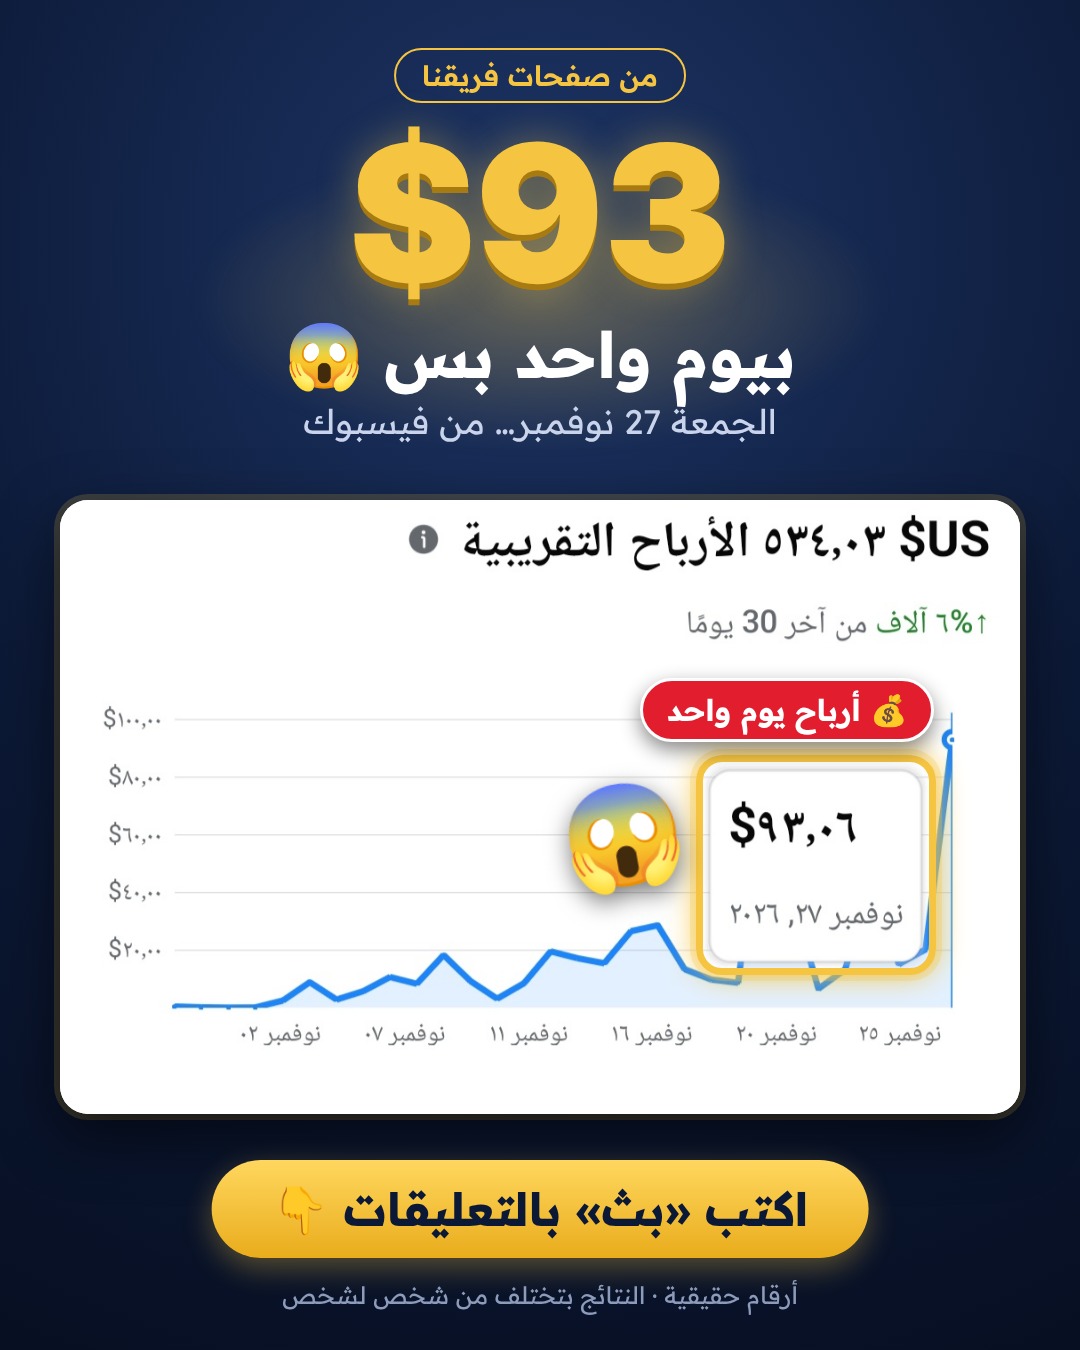 من صفحات فريقنا
$93
بيوم واحد بس 😱
الجمعة 27 نوفمبر... من فيسبوك
US$ ٥٣٤,٠٣ الأرباح التقريبية
↑%٦ آلاف من آخر 30 يومًا
💰 أرباح يوم واحد
$١٠٠,٠٠
$٨٠,٠٠
$٦٠,٠٠
$٤٠,٠٠
$٢٠,٠٠
$٩٣,٠٦
نوفمبر ٢٧, ٢٠٢٦
نوفمبر ٠٢ نوفمبر ٠٧ نوفمبر ١١ نوفمبر ١٦ نوفمبر ٢٠ نوفمبر ٢٥
اكتب «بث» بالتعليقات 👇
أرقام حقيقية · النتائج بتختلف من شخص لشخص